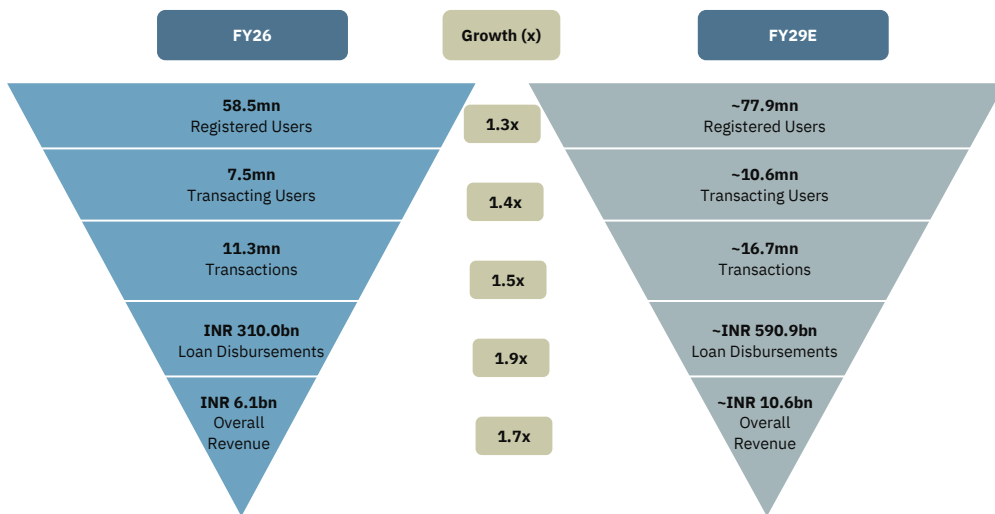 FY26
Growth (x)
FY29E
58.5mn
Registered Users
1.3x
~77.9mn
Registered Users
7.5mn
Transacting Users
1.4x
~10.6mn
Transacting Users
11.3mn
Transactions
1.5x
~16.7mn
Transactions
INR 310.0bn
Loan Disbursements
1.9x
~INR 590.9bn
Loan Disbursements
INR 6.1bn
Overall
Revenue
1.7x
~INR 10.6bn
Overall
Revenue